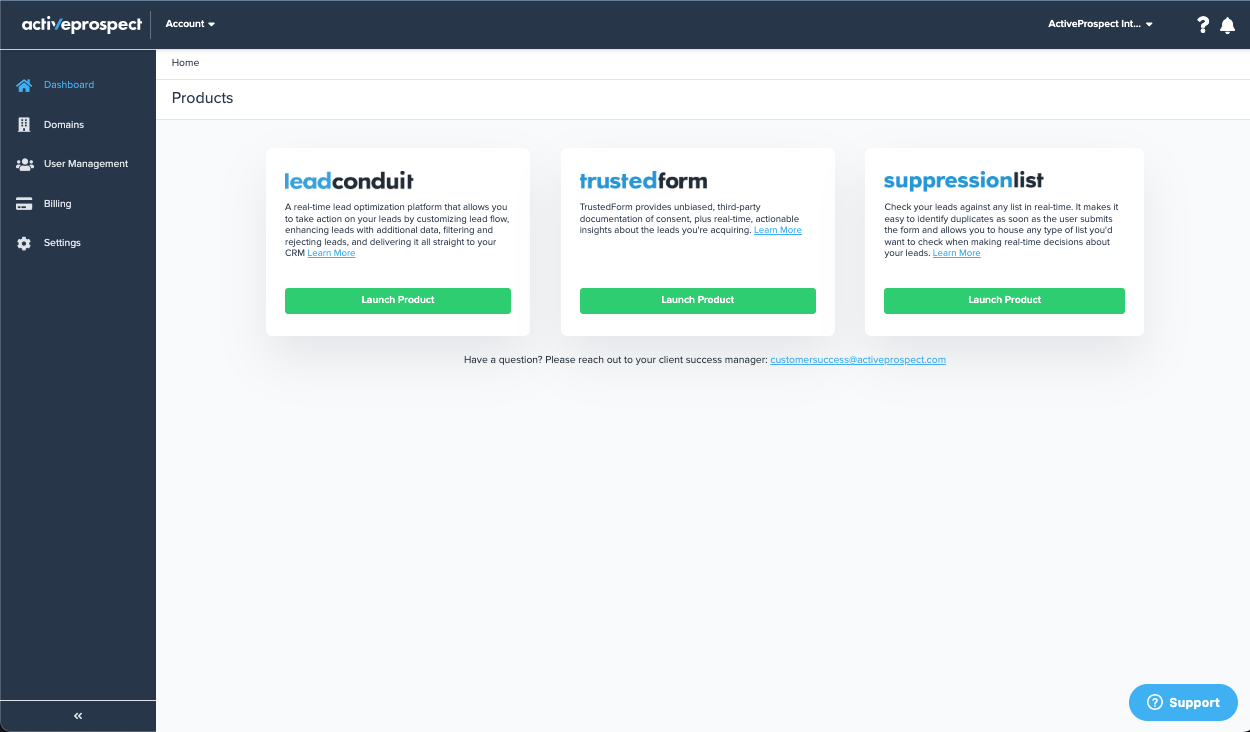 activeprospect
Account
ActiveProspect Int...
?
Dashboard
Domains
User Management
Billing
Settings
«
Home
Products
leadconduit
A real-time lead optimization platform that allows you
to take action on your leads by customizing lead flow,
enhancing leads with additional data, filtering and
rejecting leads, and delivering it all straight to your
CRM Learn More
Launch Product
trustedform
TrustedForm provides unbiased, third-party
documentation of consent, plus real-time, actionable
insights about the leads you're acquiring. Learn More
Launch Product
suppressionlist
Check your leads against any list in real-time. It makes it
easy to identify duplicates as soon as the user submits
the form and allows you to house any type of list you'd
want to check when making real-time decisions about
your leads. Learn More
Launch Product
Have a question? Please reach out to your client success manager: customersuccess@activeprospect.com
? Support